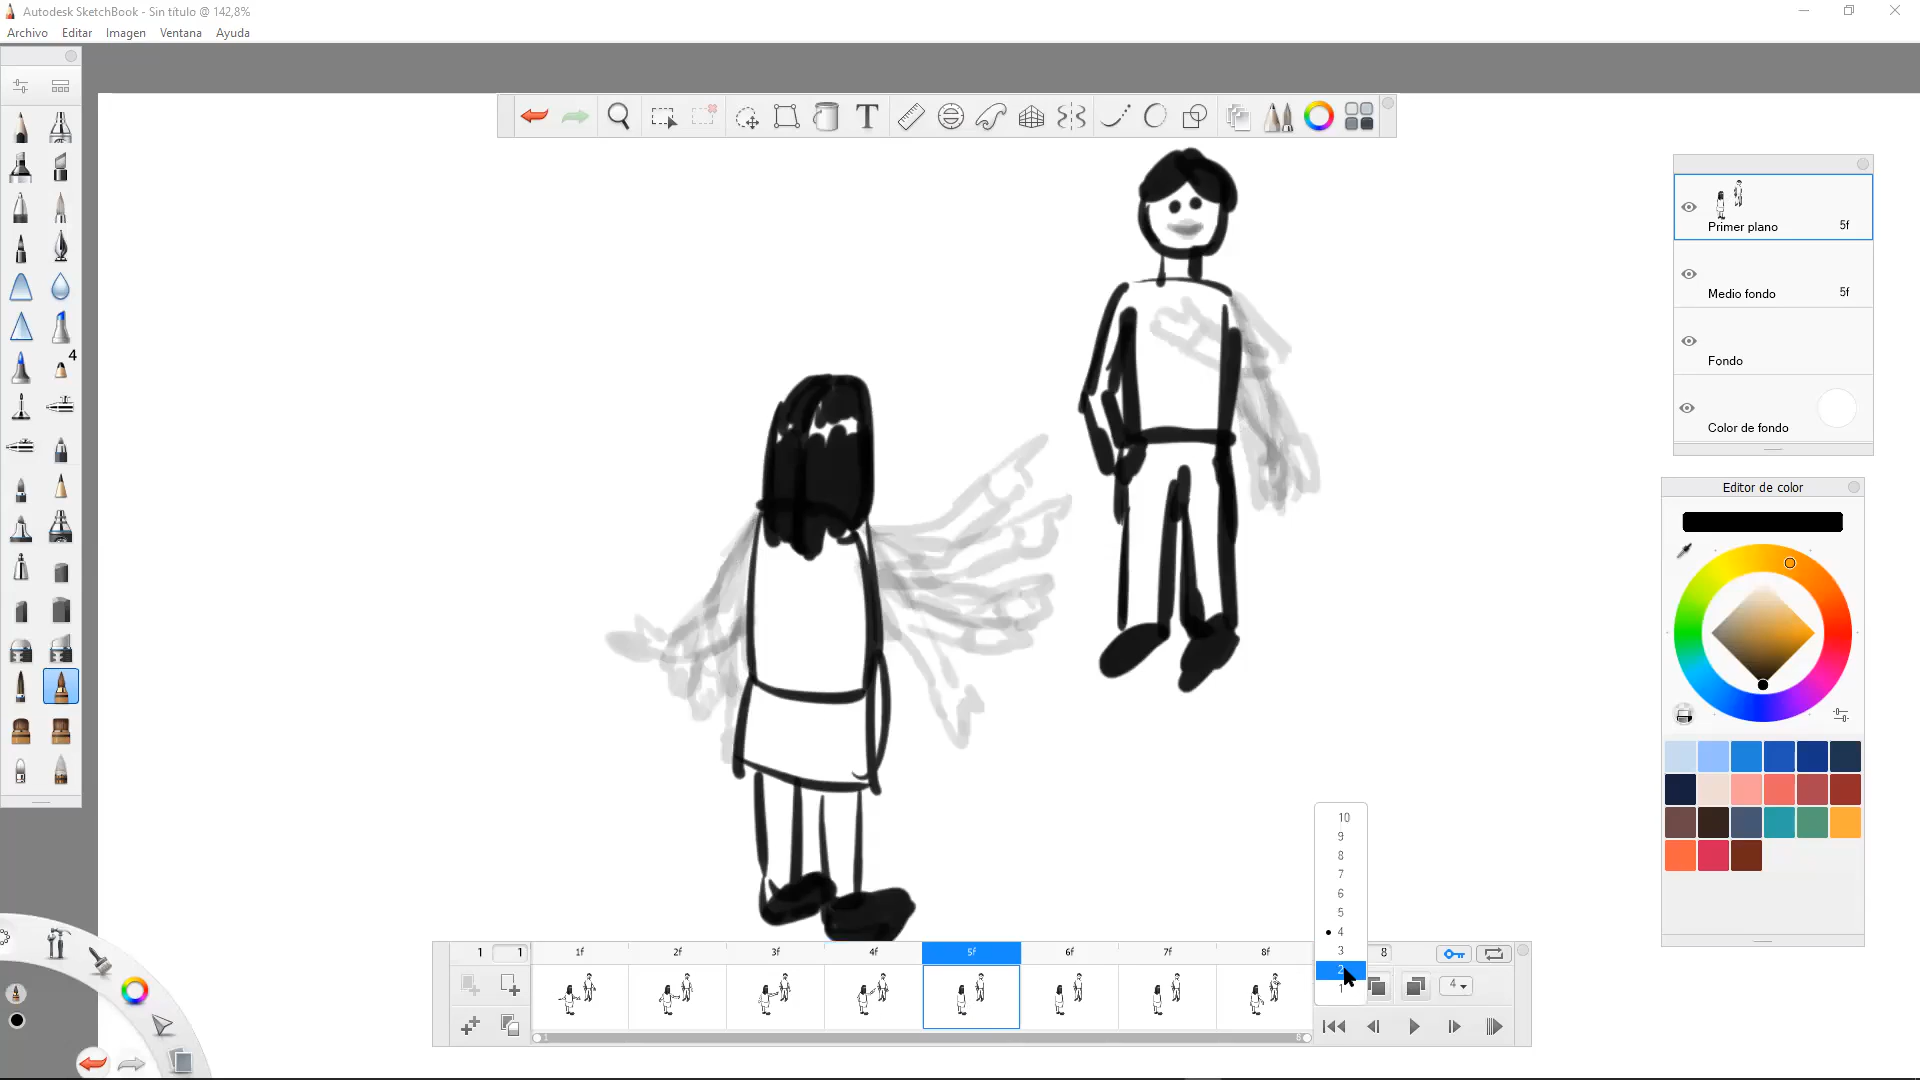 Autodesk SketchBook - Sin título @ 142,8%
Archivo Editar Imagen Ventana Ayuda
T
4
Primer plano 5f
Medio fondo 5f
Fondo
Color de fondo
Editor de color
10
9
8
7
6
5
4
3
2
1
1 1 1f 2f 3f 4f 5f 6f 7f 8f 8
4
1 8